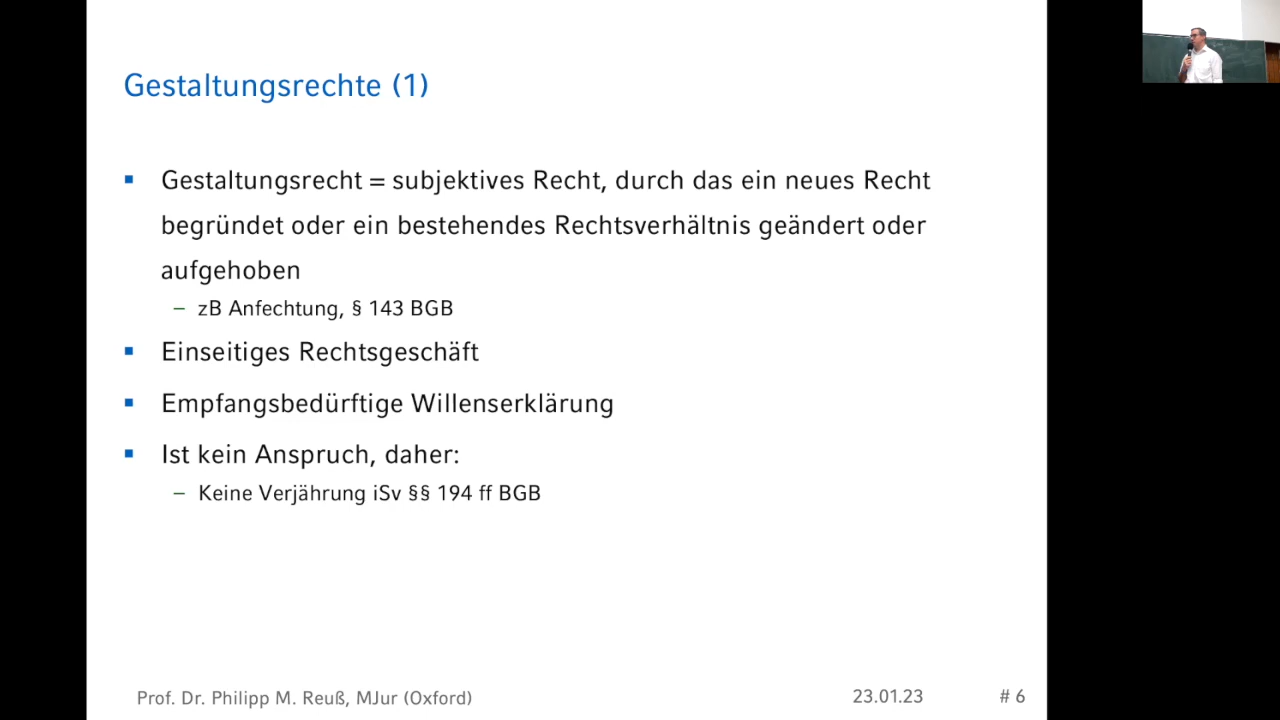 Gestaltungsrechte (1)
Gestaltungsrecht = subjektives Recht, durch das ein neues Recht
begründet oder ein bestehendes Rechtsverhältnis geändert oder
aufgehoben
– zB Anfechtung, § 143 BGB
Einseitiges Rechtsgeschäft
Empfangsbedürftige Willenserklärung
Ist kein Anspruch, daher:
– Keine Verjährung iSv §§ 194 ff BGB
Prof. Dr. Philipp M. Reuß, MJur (Oxford) 23.01.23 # 6